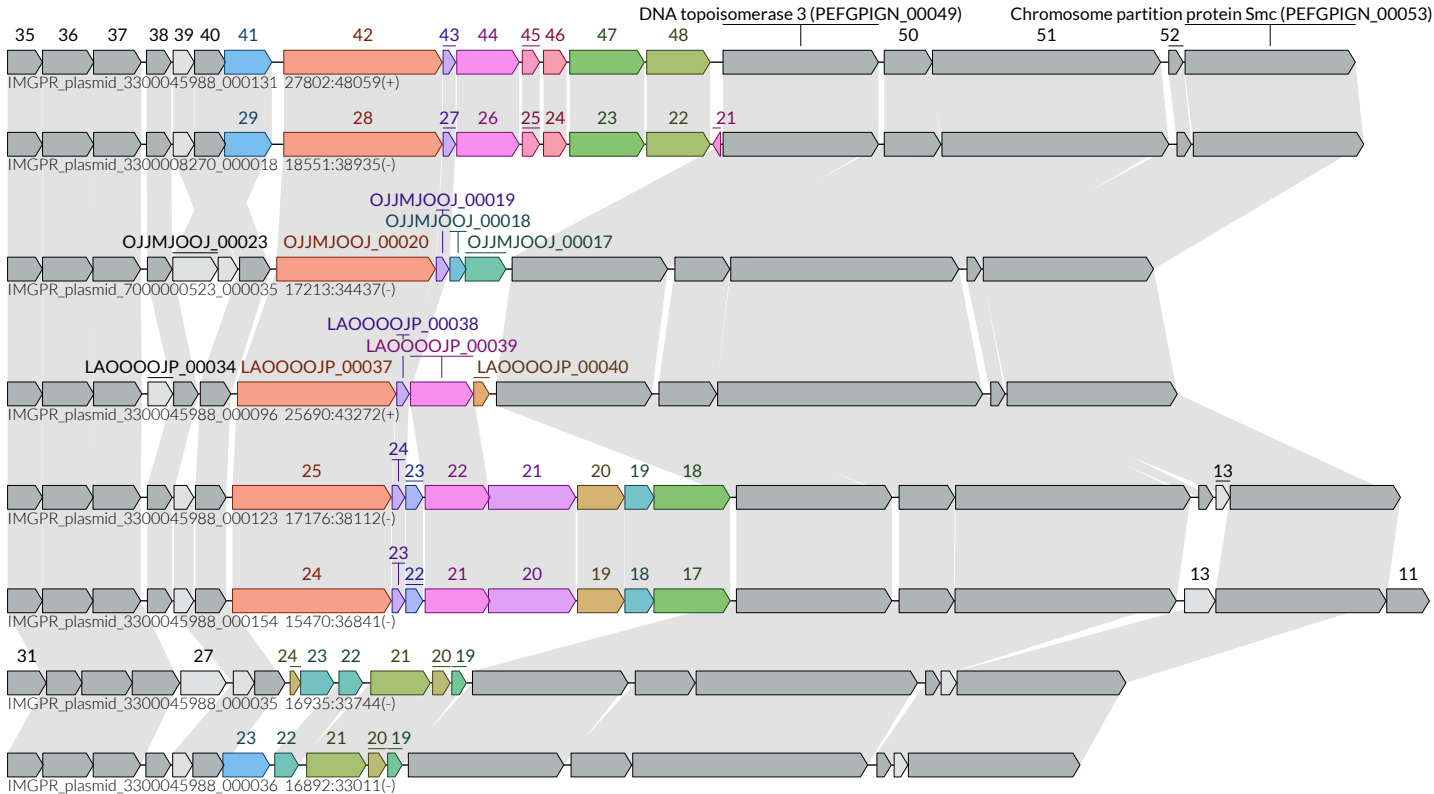 DNA topoisomerase 3 (PEFGPIGN_00049) Chromosome partition protein Smc (PEFGPIGN_00053)
35 36 37 38 39 40 41 42 43 44 45 46 47 48 50 51 52
IMGPR_plasmid_3300045988_000131 27802:48059(+)
29 28 27 26 25 24 23 22 21
IMGPR_plasmid_3300008270_000018 18551:38935(-)
OJJMJOOJ_00019
OJJMJOOJ_00018
OJJMJOOJ_00023 OJJMJOOJ_00020 OJJMJOOJ_00017
IMGPR_plasmid_7000000523_000035 17213:34437(-)
LAOOOOJP_00038
LAOOOOJP_00039
LAOOOOJP_00034 LAOOOOJP_00037 LAOOOOJP_00040
IMGPR_plasmid_3300045988_000096 25690:43272(+)
24
25 23 22 21 20 19 18 13
IMGPR_plasmid_3300045988_000123 17176:38112(-)
23
24 22 21 20 19 18 17 13 11
IMGPR_plasmid_3300045988_000154 15470:36841(-)
31 27 24 23 22 21 20 19
IMGPR_plasmid_3300045988_000035 16935:33744(-)
23 22 21 20 19
IMGPR_plasmid_3300045988_000036 16892:33011(-)